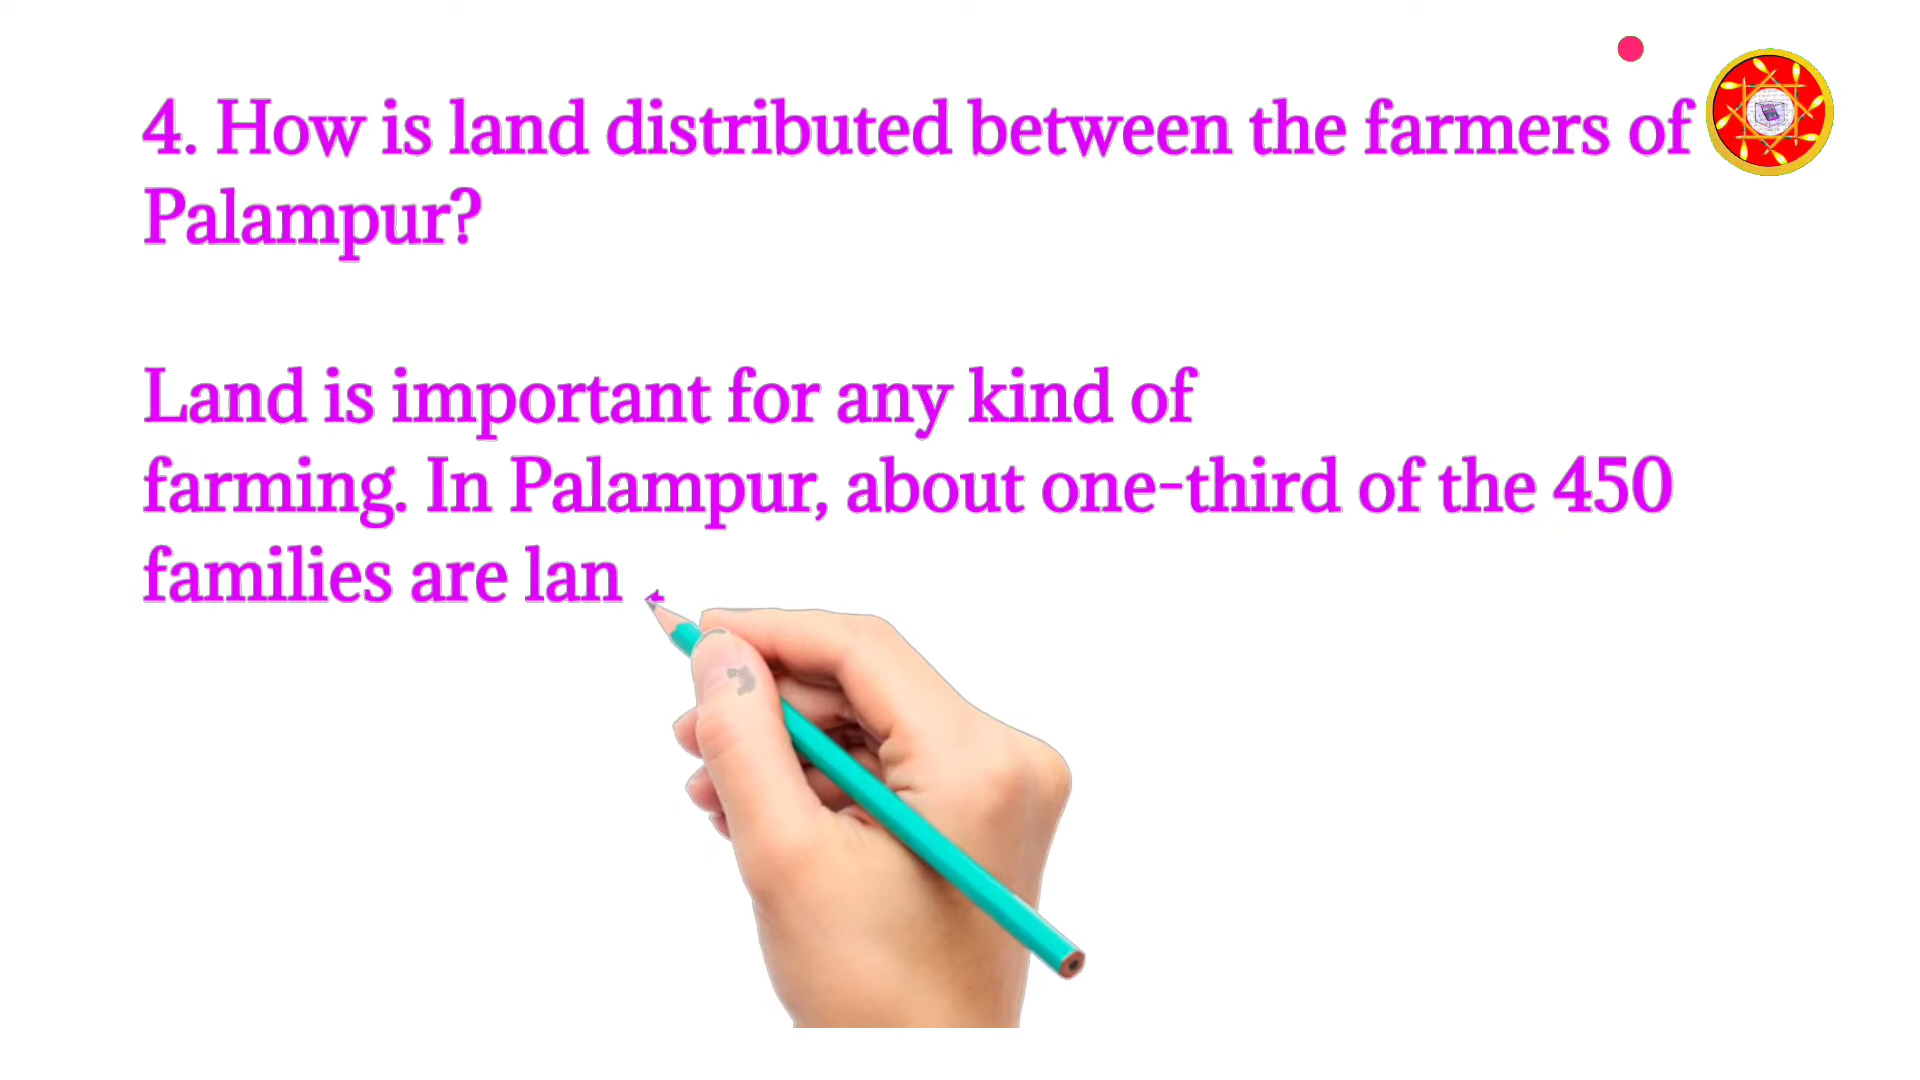 4. How is land distributed between the farmers of
Palampur?
Land is important for any kind of
farming. In Palampur, about one-third of the 450
families are lan